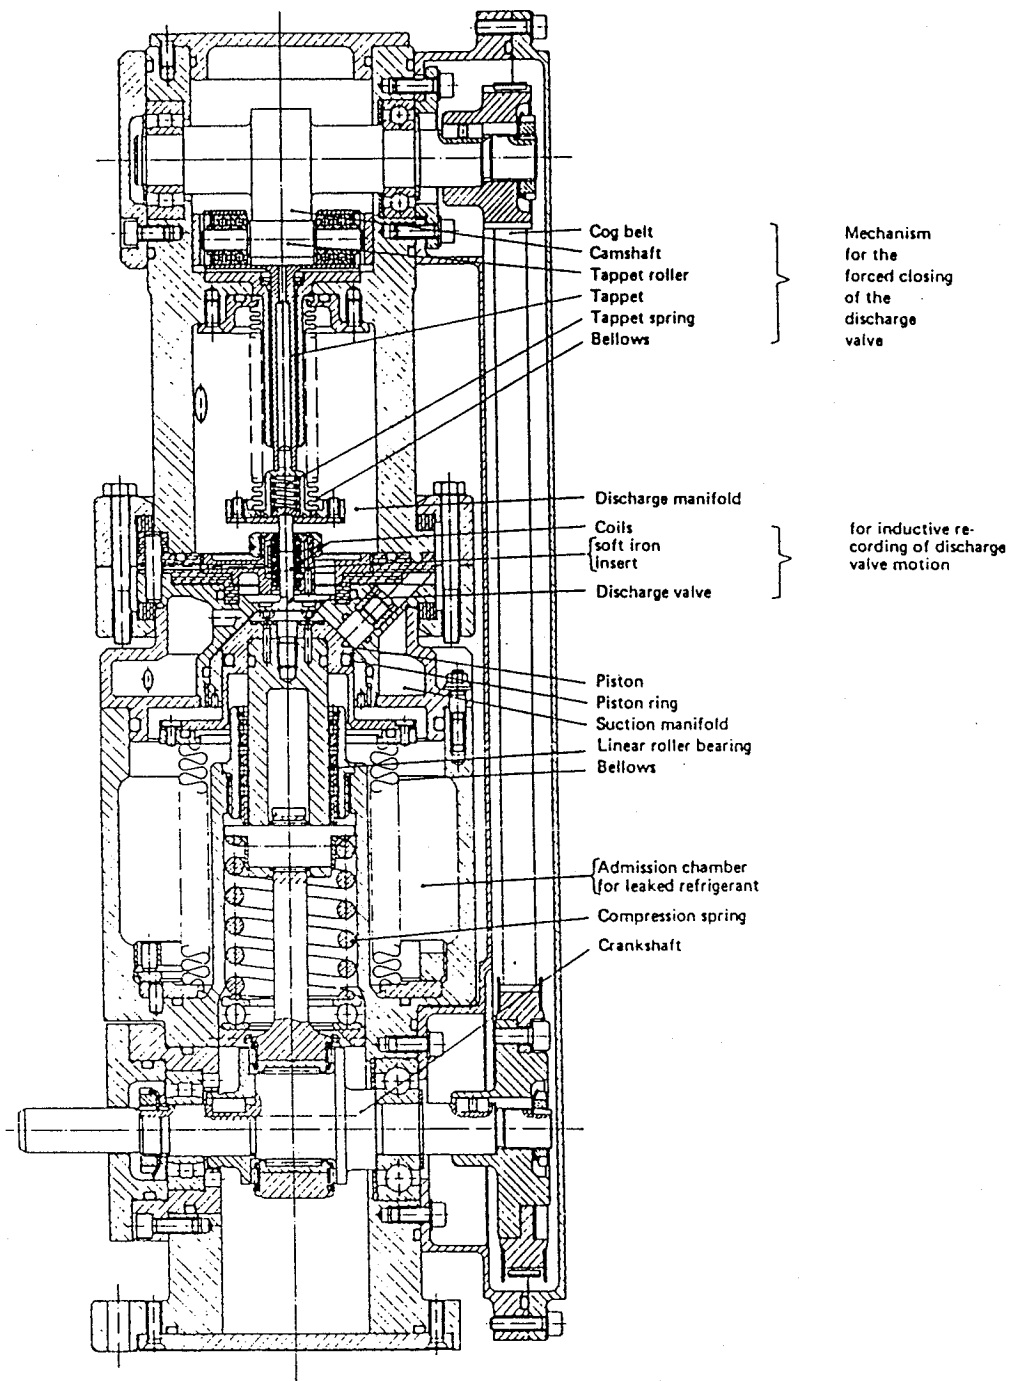 Cog belt
Camshaft
Tappet roller
Tappet
Tappet spring
Bellows
Mechanism
for the
forced closing
of the
discharge
valve
Discharge manifold
Coils
soft iron
insert
Discharge valve
for inductive re-
cording of discharge
valve motion
Piston
Piston ring
Suction manifold
Linear roller bearing
Bellows
Admission chamber
for leaked refrigerant
Compression spring
Crankshaft